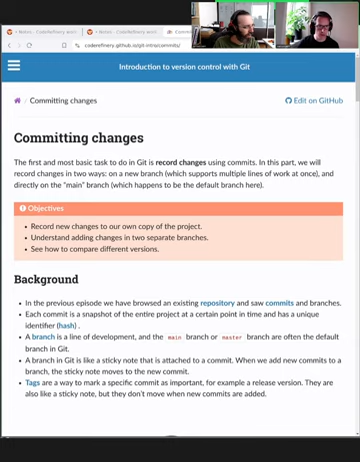 Notes - CodeRefinery work
Notes - CodeRefinery work
Commi
coderefinery.github.io/git-intro/commits/
Introduction to version control with Git
/ Committing changes
Edit on GitHub
Committing changes
The first and most basic task to do in Git is record changes using commits. In this part, we will
record changes in two ways: on a new branch (which supports multiple lines of work at once), and
directly on the "main" branch (which happens to be the default branch here).
Objectives
• Record new changes to our own copy of the project.
• Understand adding changes in two separate branches.
• See how to compare different versions.
Background
• In the previous episode we have browsed an existing repository and saw commits and branches.
• Each commit is a snapshot of the entire project at a certain point in time and has a unique
identifier (hash) .
• A branch is a line of development, and the main branch or master branch are often the default
branch in Git.
• A branch in Git is like a sticky note that is attached to a commit. When we add new commits to a
branch, the sticky note moves to the new commit.
• Tags are a way to mark a specific commit as important, for example a release version. They are
also like a sticky note, but they don't move when new commits are added.